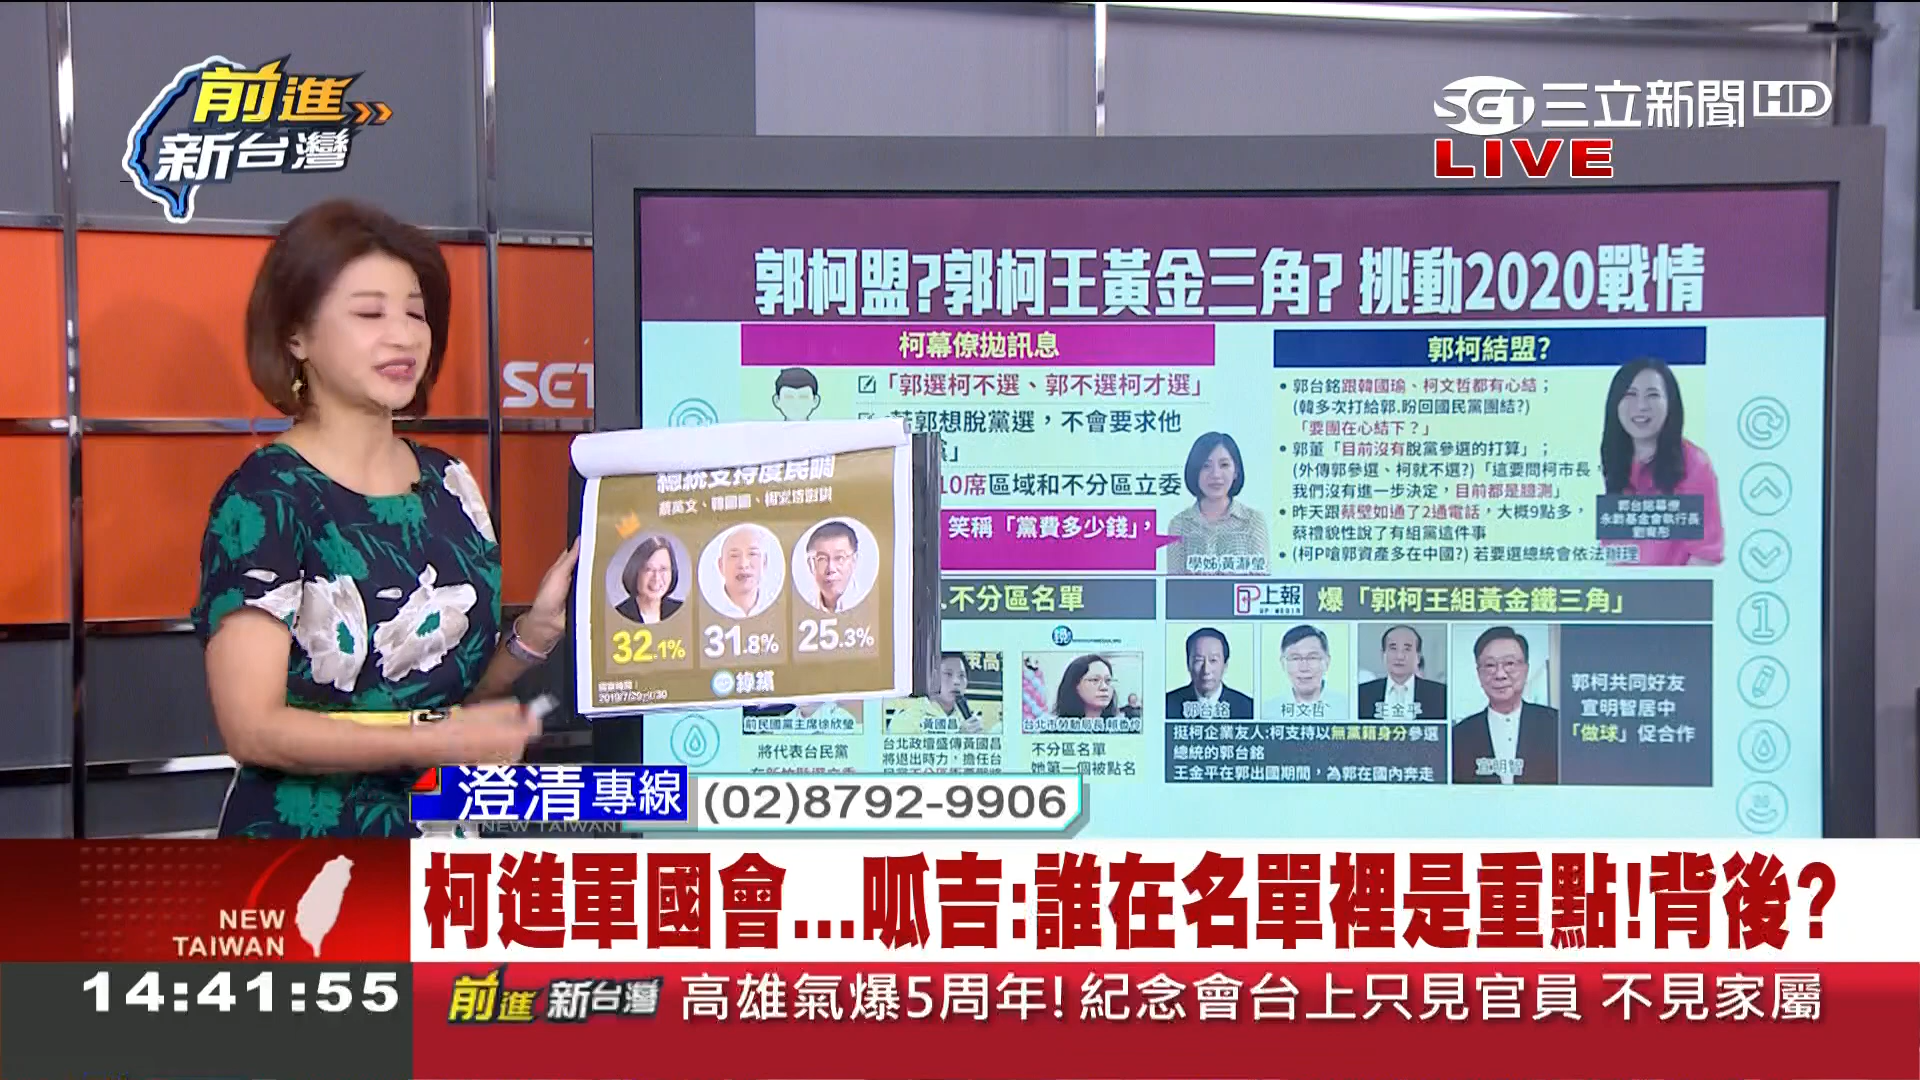 前進
新台灣
SET三立新聞HD
LIVE
郭柯盟?郭柯王黃金三角? 挑動2020戰情
柯幕僚拋訊息
「郭選柯不選、郭不選柯才選」
若郭想脫黨選，不會要求他
黨」
10席區域和不分區立委
笑稱「黨費多少錢」,
學姊 黃瀞瑩
郭柯結盟?
• 郭台銘跟韓國瑜、柯文哲都有心結；
(韓多次打給郭.盼回國民黨團結?)
「要團在心結下？」
• 郭董「目前沒有脫黨參選的打算」；
(外傳郭參選、柯就不選?)「這要問柯市長，
我們沒有進一步決定，目前都是臆測」
• 昨天跟蔡壁如通了2通電話，大概9點多，
蔡禮貌性說了有組黨這件事
• (柯P嗆郭資產多在中國?) 若要選總統會依法辦理
郭台銘幕僚
永齡基金會執行長
劉宥彤
SET
總統支持度民調
蔡英文、韓國瑜、柯文哲對決
32.1%
31.8%
25.3%
綠黨
2019/7/29-7/30
不分區名單
前民國黨主席徐欣瑩
將代表台民黨
黃國昌
台北政壇盛傳黃國昌
將退出時力，擔任台
台北市勞動局長 賴香伶
不分區名單
她第一個被點名
上報
UP MEDIA
爆「郭柯王組黃金鐵三角」
郭台銘
柯文哲
王金平
宣明智
挺柯企業友人:柯支持以無黨籍身分參選
總統的郭台銘
王金平在郭出國期間，為郭在國內奔走
郭柯共同好友
宣明智居中
「做球」促合作
澄清專線
NEW TAIWAN
(02)8792-9906
NEW
TAIWAN
柯進軍國會...呱吉:誰在名單裡是重點!背後?
14:41:55
前進新台灣
高雄氣爆5周年! 紀念會台上只見官員 不見家屬